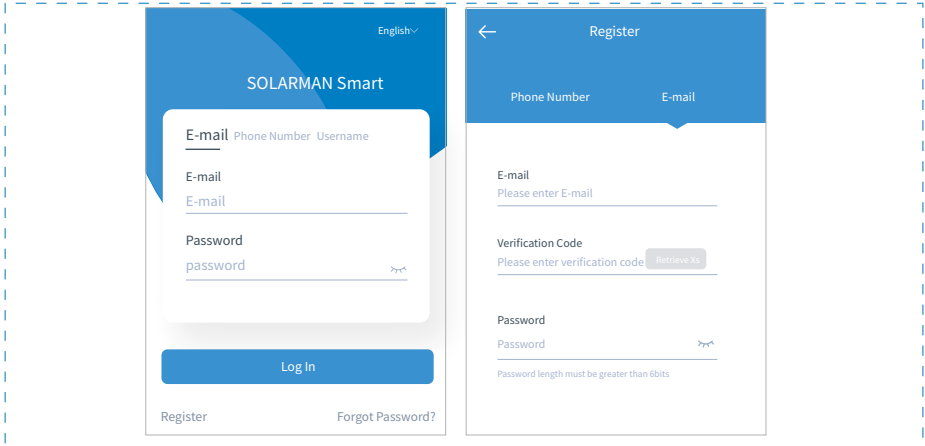 English
SOLARMAN Smart
E-mail Phone Number Username
E-mail
E-mail
Password
password
Log In
Register Forgot Password?
Register
Phone Number E-mail
E-mail
Please enter E-mail
Verification Code
Please enter verification code Retrieve Xs
Password
Password
Password length must be greater than 6bits